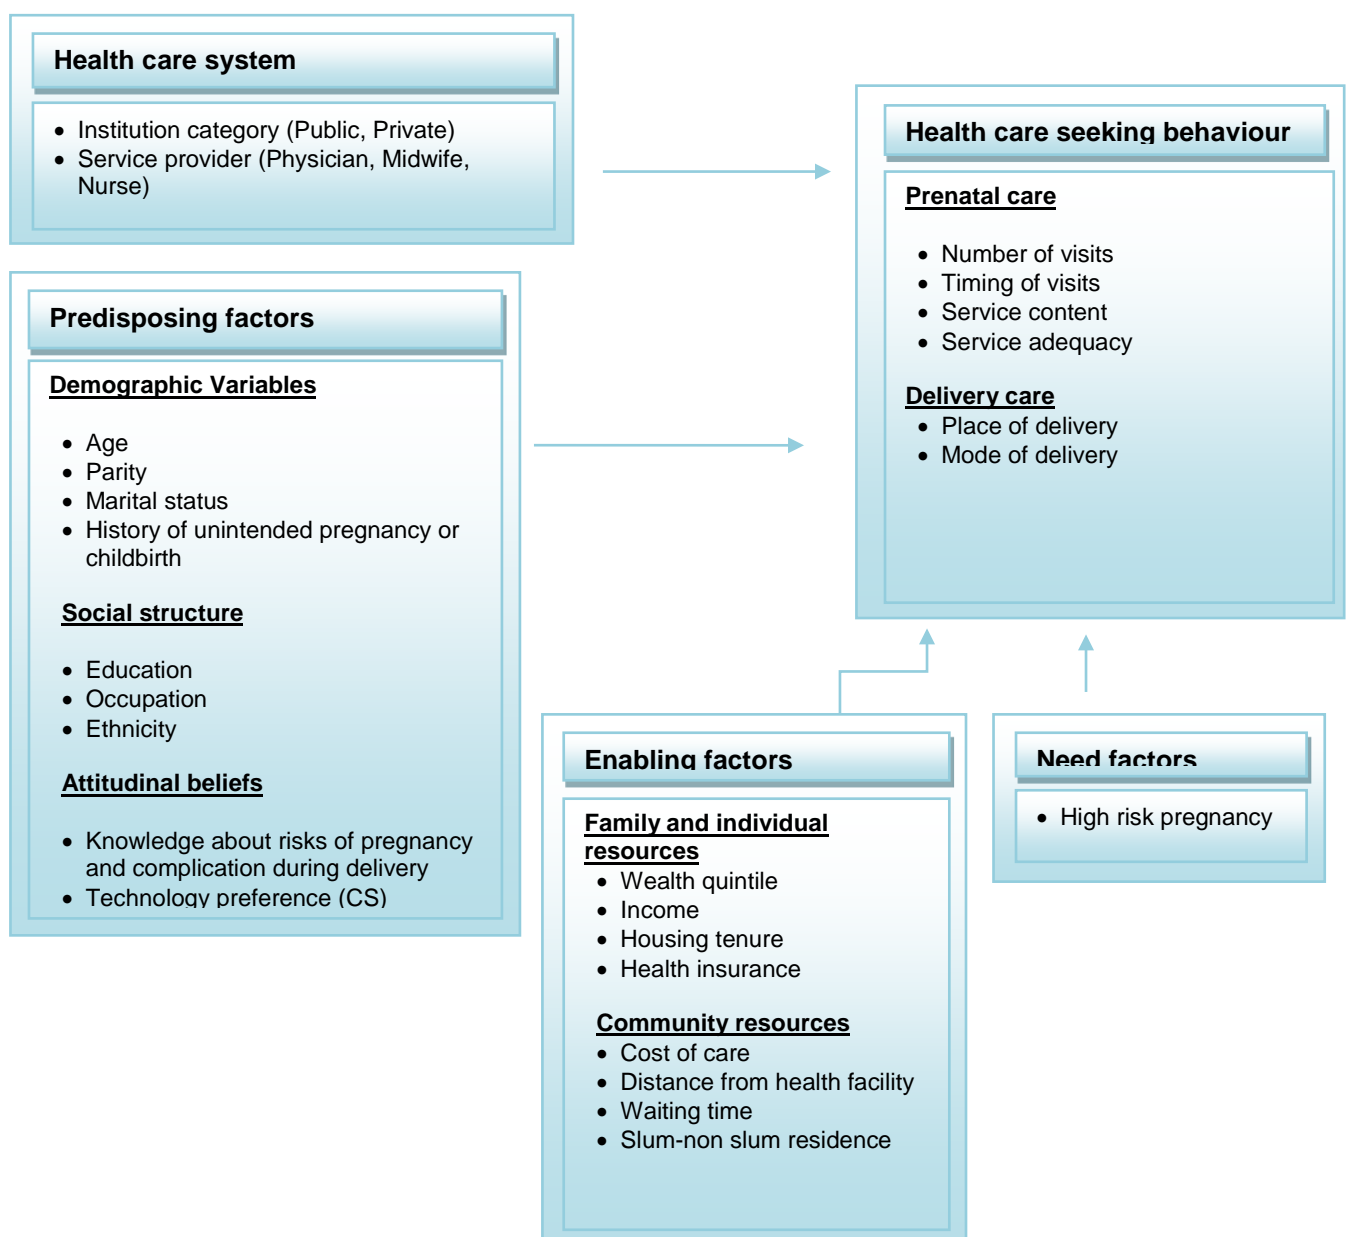 Health care system
• Institution category (Public, Private)
• Service provider (Physician, Midwife,
Nurse)
Predisposing factors
Demographic Variables
• Age
• Parity
• Marital status
• History of unintended pregnancy or
childbirth
Social structure
• Education
• Occupation
• Ethnicity
Attitudinal beliefs
• Knowledge about risks of pregnancy
and complication during delivery
• Technology preference (CS)
Health care seeking behaviour
Prenatal care
• Number of visits
• Timing of visits
• Service content
• Service adequacy
Delivery care
• Place of delivery
• Mode of delivery
Enabling factors
Family and individual
resources
• Wealth quintile
• Income
• Housing tenure
• Health insurance
Community resources
• Cost of care
• Distance from health facility
• Waiting time
• Slum-non slum residence
Need factors
• High risk pregnancy